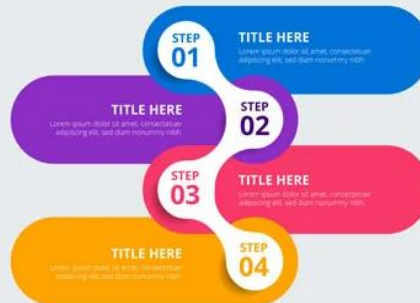 STEP
01
TITLE HERE
Lorem ipsum dolor sit amet, consectetuer
adipiscing elit, sed diam nonummy nibh
TITLE HERE
Lorem ipsum dolor sit amet, consectetuer
adipiscing elit, sed diam nonummy nibh
STEP
02
STEP
03
TITLE HERE
Lorem ipsum dolor sit amet, consectetuer
adipiscing elit, sed diam nonummy nibh
TITLE HERE
Lorem ipsum dolor sit amet, consectetuer
adipiscing elit, sed diam nonummy nibh
STEP
04